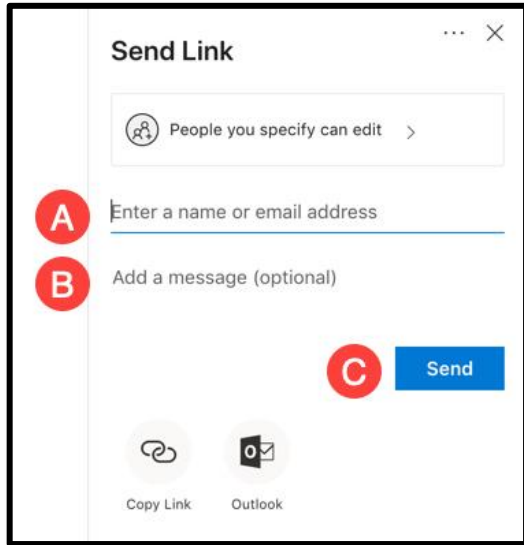 Send Link
People you specify can edit
A
Enter a name or email address
B
Add a message (optional)
C
Send
Copy Link
Outlook